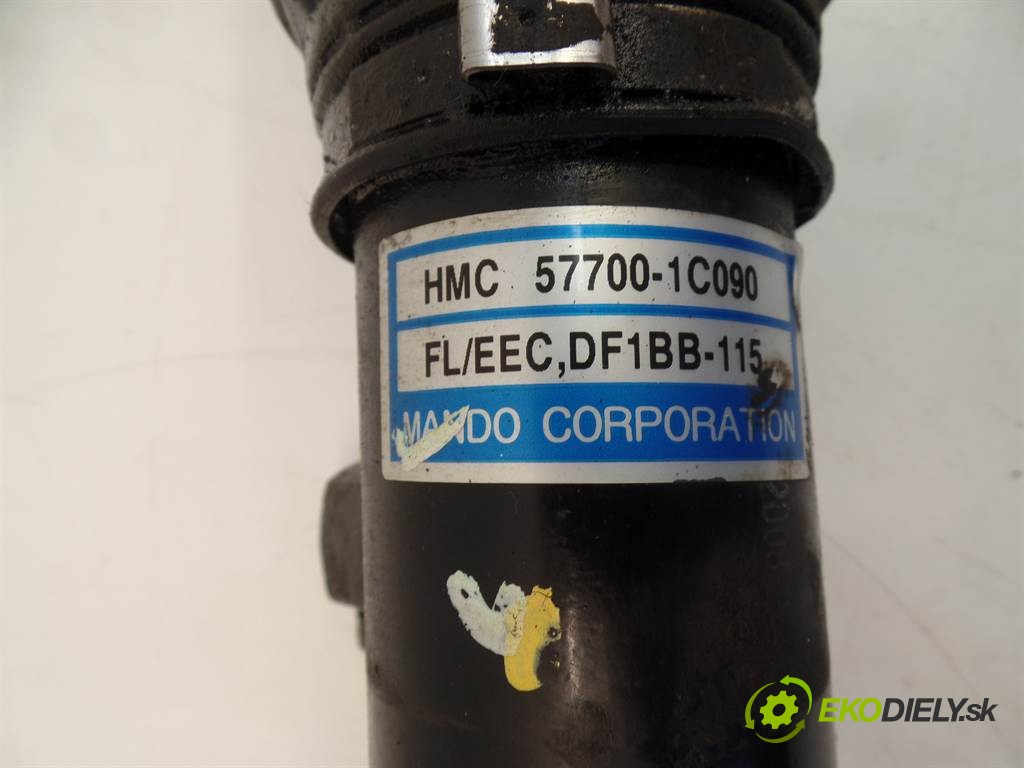 HMC 57700-1C090
FL/EEC,DF1BB-115
MANDO CORPORATION
EKODIELY.sk